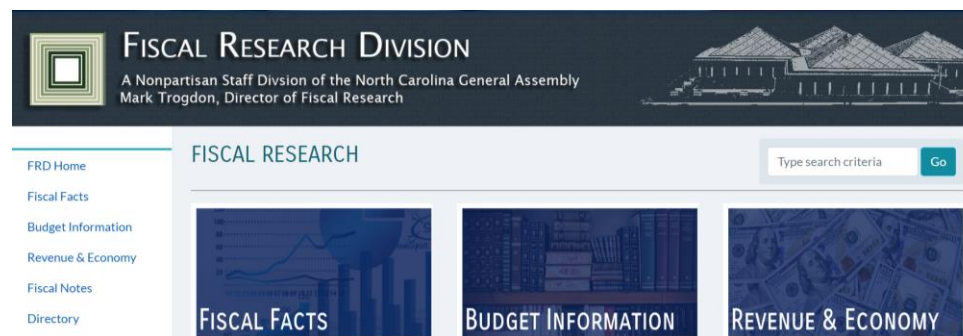 FISCAL RESEARCH DIVISION
A Nonpartisan Staff Divsion of the North Carolina General Assembly
Mark Trogdon, Director of Fiscal Research
FRD Home
Fiscal Facts
Budget Information
Revenue & Economy
Fiscal Notes
Directory
FISCAL RESEARCH
Type search criteria
Go
FISCAL FACTS
BUDGET INFORMATION
REVENUE & ECONOMY